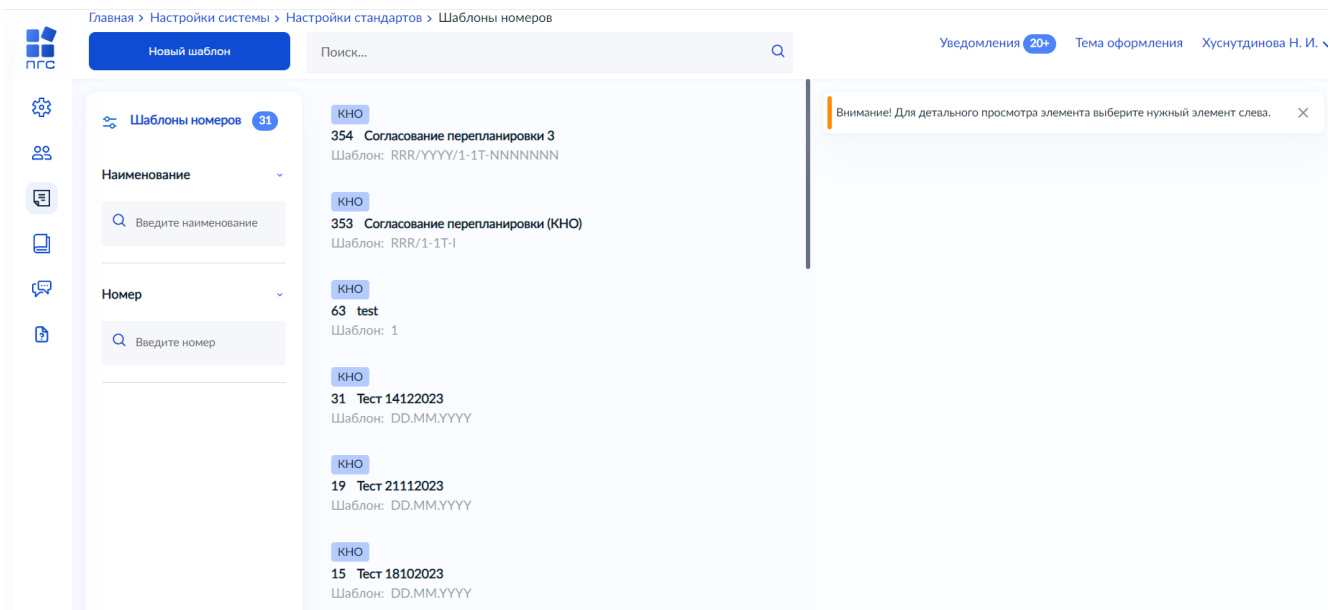 Главная › Настройки системы › Настройки стандартов › Шаблоны номеров
ПГС
Новый шаблон
Поиск...
Уведомления 20+ Тема оформления Хуснутдинова Н. И.
Шаблоны номеров 31
Наименование
Введите наименование
Номер
Введите номер
КНО
354 Согласование перепланировки 3
Шаблон: RRR/YYYY/1-1T-NNNNNNN
КНО
353 Согласование перепланировки (КНО)
Шаблон: RRR/1-1T-I
КНО
63 test
Шаблон: 1
КНО
31 Тест 14122023
Шаблон: DD.MM.YYYY
КНО
19 Тест 21112023
Шаблон: DD.MM.YYYY
КНО
15 Тест 18102023
Шаблон: DD.MM.YYYY
Внимание! Для детального просмотра элемента выберите нужный элемент слева.